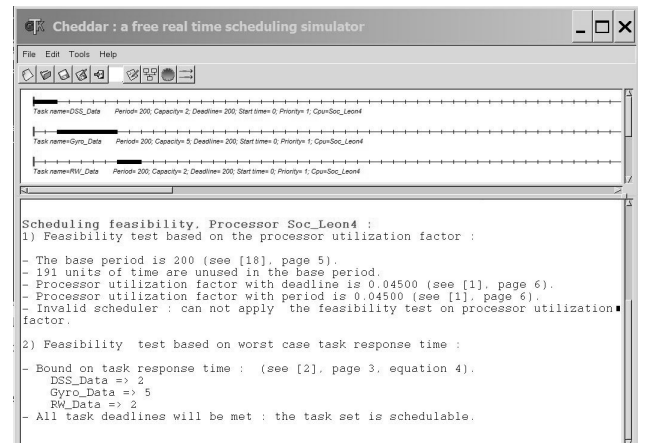 Cheddar : a free real time scheduling simulator
File Edit Tools Help
Task name=DSS_Data Period= 200; Capacity= 2; Deadline= 200; Start time= 0; Priority= 1; Cpu=Soc_Leon4
Task name=Gyro_Data Period= 200; Capacity= 5; Deadline= 200; Start time= 0; Priority= 1; Cpu=Soc_Leon4
Task name=RW_Data Period= 200; Capacity= 2; Deadline= 200; Start time= 0; Priority= 1; Cpu=Soc_Leon4
Scheduling feasibility, Processor Soc_Leon4 :
1) Feasibility test based on the processor utilization factor :
- The base period is 200 (see [18], page 5).
- 191 units of time are unused in the base period.
- Processor utilization factor with deadline is 0.04500 (see [1], page 6).
- Processor utilization factor with period is 0.04500 (see [1], page 6).
- Invalid scheduler : can not apply the feasibility test on processor utilization
factor.
2) Feasibility test based on worst case task response time :
- Bound on task response time : (see [2], page 3, equation 4).
DSS_Data => 2
Gyro_Data => 5
RW_Data => 2
- All task deadlines will be met : the task set is schedulable.